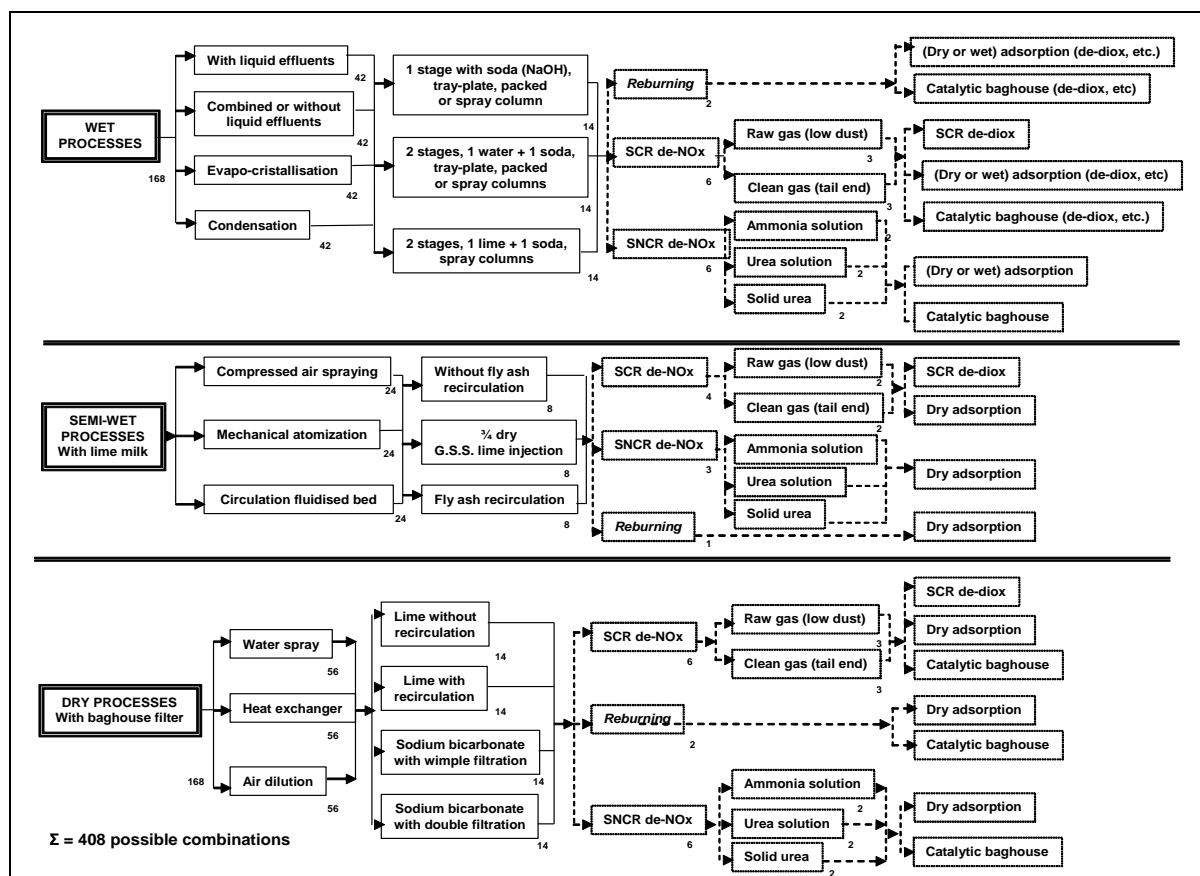 WET
PROCESSES
168
With liquid effluents
42
Combined or without
liquid effluents
42
Evapo-cristallisation
42
Condensation
42
1 stage with soda (NaOH),
tray-plate, packed
or spray column
14
2 stages, 1 water + 1 soda,
tray-plate, packed
or spray columns
14
2 stages, 1 lime + 1 soda,
spray columns
14
Reburning
2
SCR de-NOx
6
SNCR de-NOx
6
Raw gas (low dust)
3
Clean gas (tail end)
3
Ammonia solution
2
Urea solution
2
Solid urea
2
(Dry or wet) adsorption (de-diox, etc.)
Catalytic baghouse (de-diox, etc)
SCR de-diox
(Dry or wet) adsorption (de-diox, etc)
Catalytic baghouse (de-diox, etc.)
(Dry or wet) adsorption
Catalytic baghouse
SEMI-WET
PROCESSES
With lime milk
Compressed air spraying
24
Mechanical atomization
24
Circulation fluidised bed
24
Without fly ash
recirculation
8
¾ dry
G.S.S. lime injection
8
Fly ash recirculation
8
SCR de-NOx
4
SNCR de-NOx
3
Reburning
1
Raw gas (low dust)
2
Clean gas (tail end)
2
Ammonia solution
Urea solution
Solid urea
SCR de-diox
Dry adsorption
Dry adsorption
Dry adsorption
DRY PROCESSES
With baghouse filter
168
Water spray
56
Heat exchanger
56
Air dilution
56
Lime without
recirculation
14
Lime with
recirculation
14
Sodium bicarbonate
with wimple filtration
14
Sodium bicarbonate
with double filtration
14
SCR de-NOx
6
Reburning
2
SNCR de-NOx
6
Raw gas (low dust)
3
Clean gas (tail end)
3
Ammonia solution
2
Urea solution
2
Solid urea
2
SCR de-diox
Dry adsorption
Catalytic baghouse
Dry adsorption
Catalytic baghouse
Dry adsorption
Catalytic baghouse
Σ = 408 possible combinations